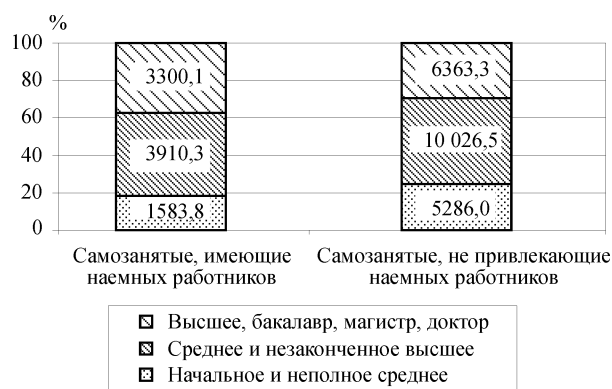 %
100
80
60
40
20
0
3300,1
3910,3
1583,8
6363,3
10 026,5
5286,0
Самозанятые, имеющие
наемных работников
Самозанятые, не привлекающие
наемных работников
Высшее, бакалавр, магистр, доктор
Среднее и незаконченное высшее
Начальное и неполное среднее